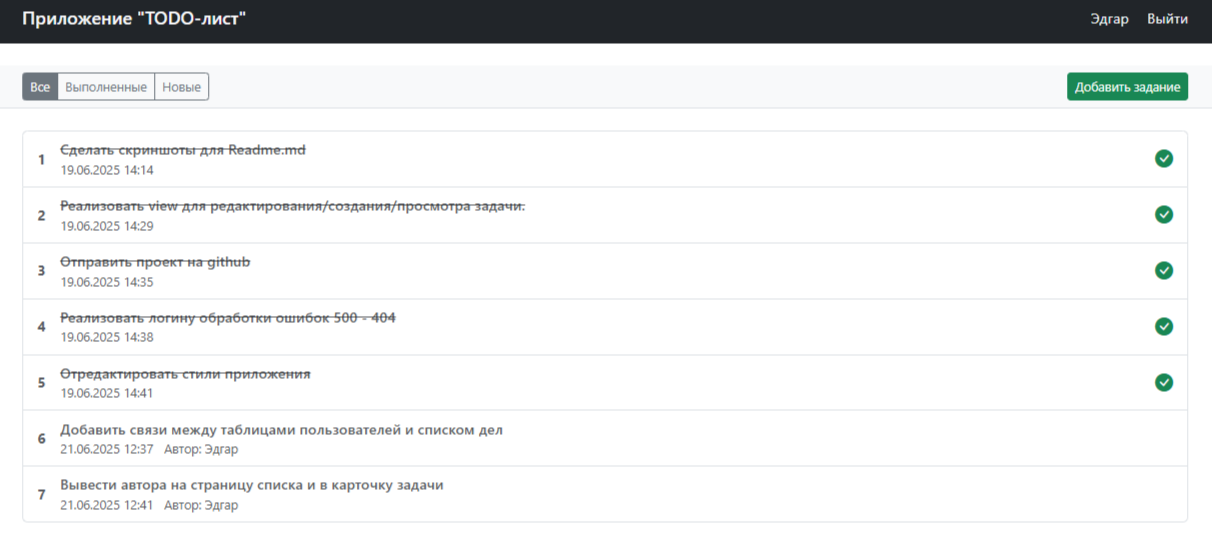 Приложение "TODO-лист" Эдгар Выйти
Все Выполненные Новые Добавить задание
1 Сделать скриншоты для Readme.md
19.06.2025 14:14
2 Реализовать view для редактирования/создания/просмотра задачи.
19.06.2025 14:29
3 Отправить проект на github
19.06.2025 14:35
4 Реализовать логину обработки ошибок 500 - 404
19.06.2025 14:38
5 Отредактировать стили приложения
19.06.2025 14:41
6 Добавить связи между таблицами пользователей и списком дел
21.06.2025 12:37 Автор: Эдгар
7 Вывести автора на страницу списка и в карточку задачи
21.06.2025 12:41 Автор: Эдгар